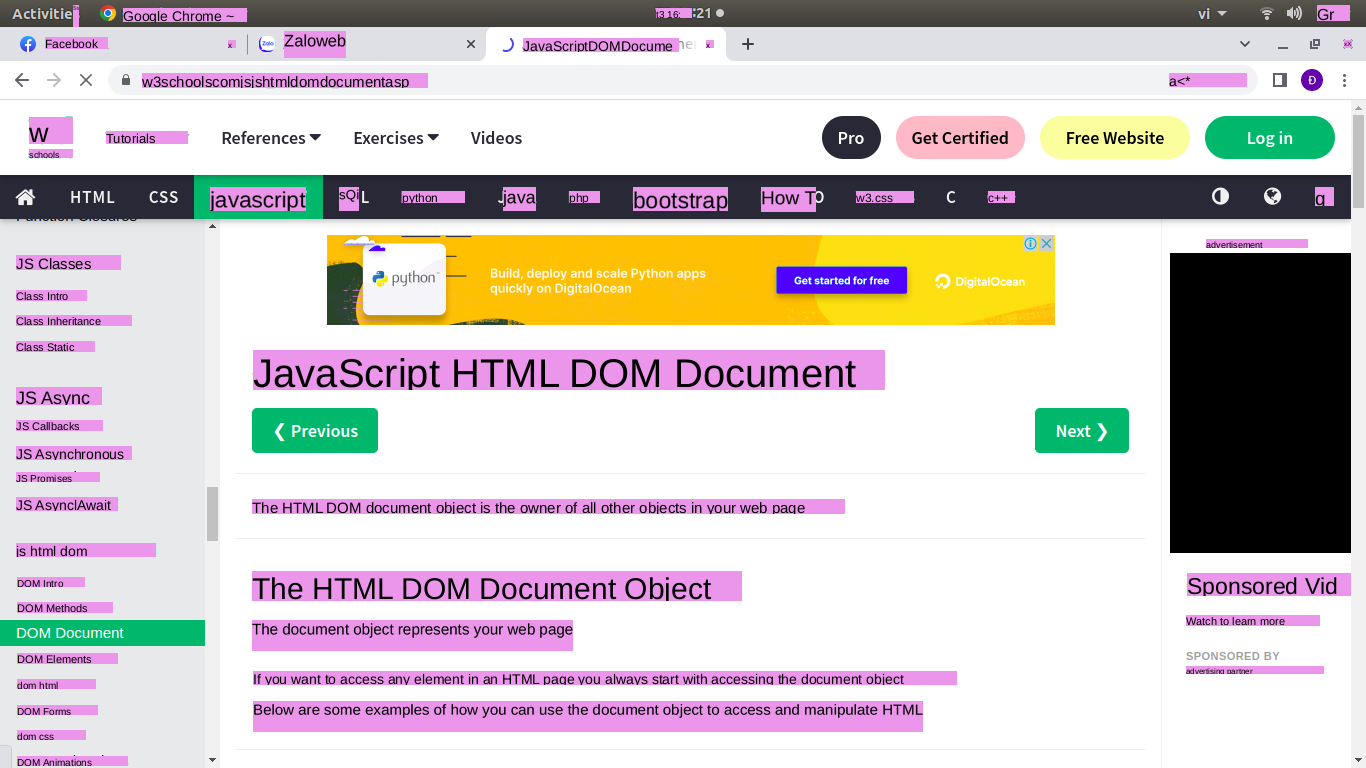 Activitie Google Chrome ~ t3 16: :21 vi Gr
Facebook x Zaloweb JavaScriptDOMDocume x
w3schoolscomjsjshtmldomdocumentasp a<*
W
schools
Tutorials References Exercises Videos Pro Get Certified Free Website Log in
HTML CSS javascript sQi L python java php bootstrap How To w3.css C c++ q
Function Closures
JS Classes
Class Intro
Class Inheritance
Class Static
JS Async
JS Callbacks
JS Asynchronous
JS Promises
JS AsynclAwait
js html dom
DOM Intro
DOM Methods
DOM Document
DOM Elements
dom html
DOM Forms
dom css
DOM Animations
python
Build, deploy and scale Python apps
quickly on DigitalOcean
Get started for free
DigitalOcean
JavaScript HTML DOM Document
❮ Previous Next ❯
The HTML DOM document object is the owner of all other objects in your web page
The HTML DOM Document Object
The document object represents your web page
If you want to access any element in an HTML page you always start with accessing the document object
Below are some examples of how you can use the document object to access and manipulate HTML
advertisement
Sponsored Vid
Watch to learn more
SPONSORED BY
advertising partner